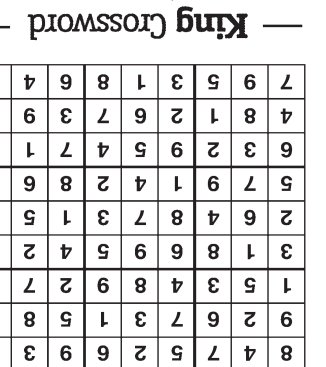 8 4 7 5 2 6 9 3
9 2 6 7 3 1 5 8
1 5 3 4 8 9 2 7
3 1 8 6 9 5 4 2
2 6 4 8 7 3 1 5
5 7 9 1 4 2 8 6
6 3 2 9 5 4 7 1
4 8 1 2 6 7 3 9
7 9 5 3 1 8 6 4
— King Crossword —